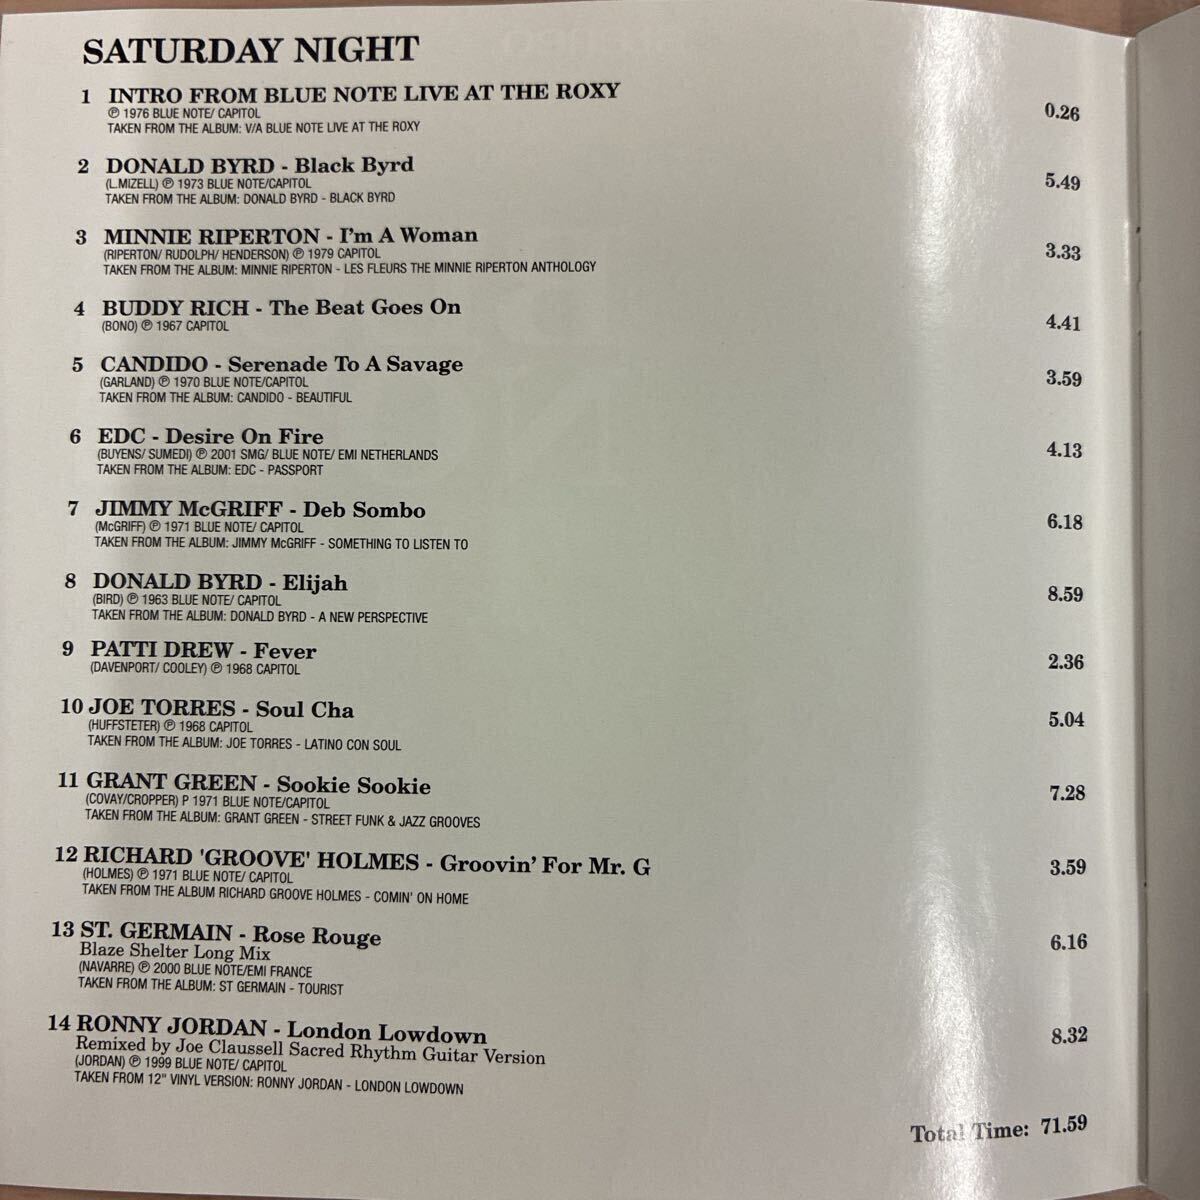 SATURDAY NIGHT
1 INTRO FROM BLUE NOTE LIVE AT THE ROXY 0.26
℗ 1976 BLUE NOTE/ CAPITOL
TAKEN FROM THE ALBUM: V/A BLUE NOTE LIVE AT THE ROXY
2 DONALD BYRD - Black Byrd 5.49
(L.MIZELL) ℗ 1973 BLUE NOTE/CAPITOL
TAKEN FROM THE ALBUM: DONALD BYRD - BLACK BYRD
3 MINNIE RIPERTON - I'm A Woman 3.33
(RIPERTON/ RUDOLPH/ HENDERSON) ℗ 1979 CAPITOL
TAKEN FROM THE ALBUM: MINNIE RIPERTON - LES FLEURS THE MINNIE RIPERTON ANTHOLOGY
4 BUDDY RICH - The Beat Goes On 4.41
(BONO) ℗ 1967 CAPITOL
5 CANDIDO - Serenade To A Savage 3.59
(GARLAND) ℗ 1970 BLUE NOTE/CAPITOL
TAKEN FROM THE ALBUM: CANDIDO - BEAUTIFUL
6 EDC - Desire On Fire 4.13
(BUYENS/ SUMEDI) ℗ 2001 SMG/ BLUE NOTE/ EMI NETHERLANDS
TAKEN FROM THE ALBUM: EDC - PASSPORT
7 JIMMY McGRIFF - Deb Sombo 6.18
(McGRIFF) ℗ 1971 BLUE NOTE/ CAPITOL
TAKEN FROM THE ALBUM: JIMMY McGRIFF - SOMETHING TO LISTEN TO
8 DONALD BYRD - Elijah 8.59
(BIRD) ℗ 1963 BLUE NOTE/ CAPITOL
TAKEN FROM THE ALBUM: DONALD BYRD - A NEW PERSPECTIVE
9 PATTI DREW - Fever 2.36
(DAVENPORT/ COOLEY) ℗ 1968 CAPITOL
10 JOE TORRES - Soul Cha 5.04
(HUFFSTETER) ℗ 1968 CAPITOL
TAKEN FROM THE ALBUM: JOE TORRES - LATINO CON SOUL
11 GRANT GREEN - Sookie Sookie 7.28
(COVAY/CROPPER) P 1971 BLUE NOTE/CAPITOL
TAKEN FROM THE ALBUM: GRANT GREEN - STREET FUNK & JAZZ GROOVES
12 RICHARD 'GROOVE' HOLMES - Groovin' For Mr. G 3.59
(HOLMES) ℗ 1971 BLUE NOTE/ CAPITOL
TAKEN FROM THE ALBUM RICHARD GROOVE HOLMES - COMIN' ON HOME
13 ST. GERMAIN - Rose Rouge 6.16
Blaze Shelter Long Mix
(NAVARRE) ℗ 2000 BLUE NOTE/EMI FRANCE
TAKEN FROM THE ALBUM: ST GERMAIN - TOURIST
14 RONNY JORDAN - London Lowdown 8.32
Remixed by Joe Claussell Sacred Rhythm Guitar Version
(JORDAN) ℗ 1999 BLUE NOTE/ CAPITOL
TAKEN FROM 12" VINYL VERSION: RONNY JORDAN - LONDON LOWDOWN
Total Time: 71.59